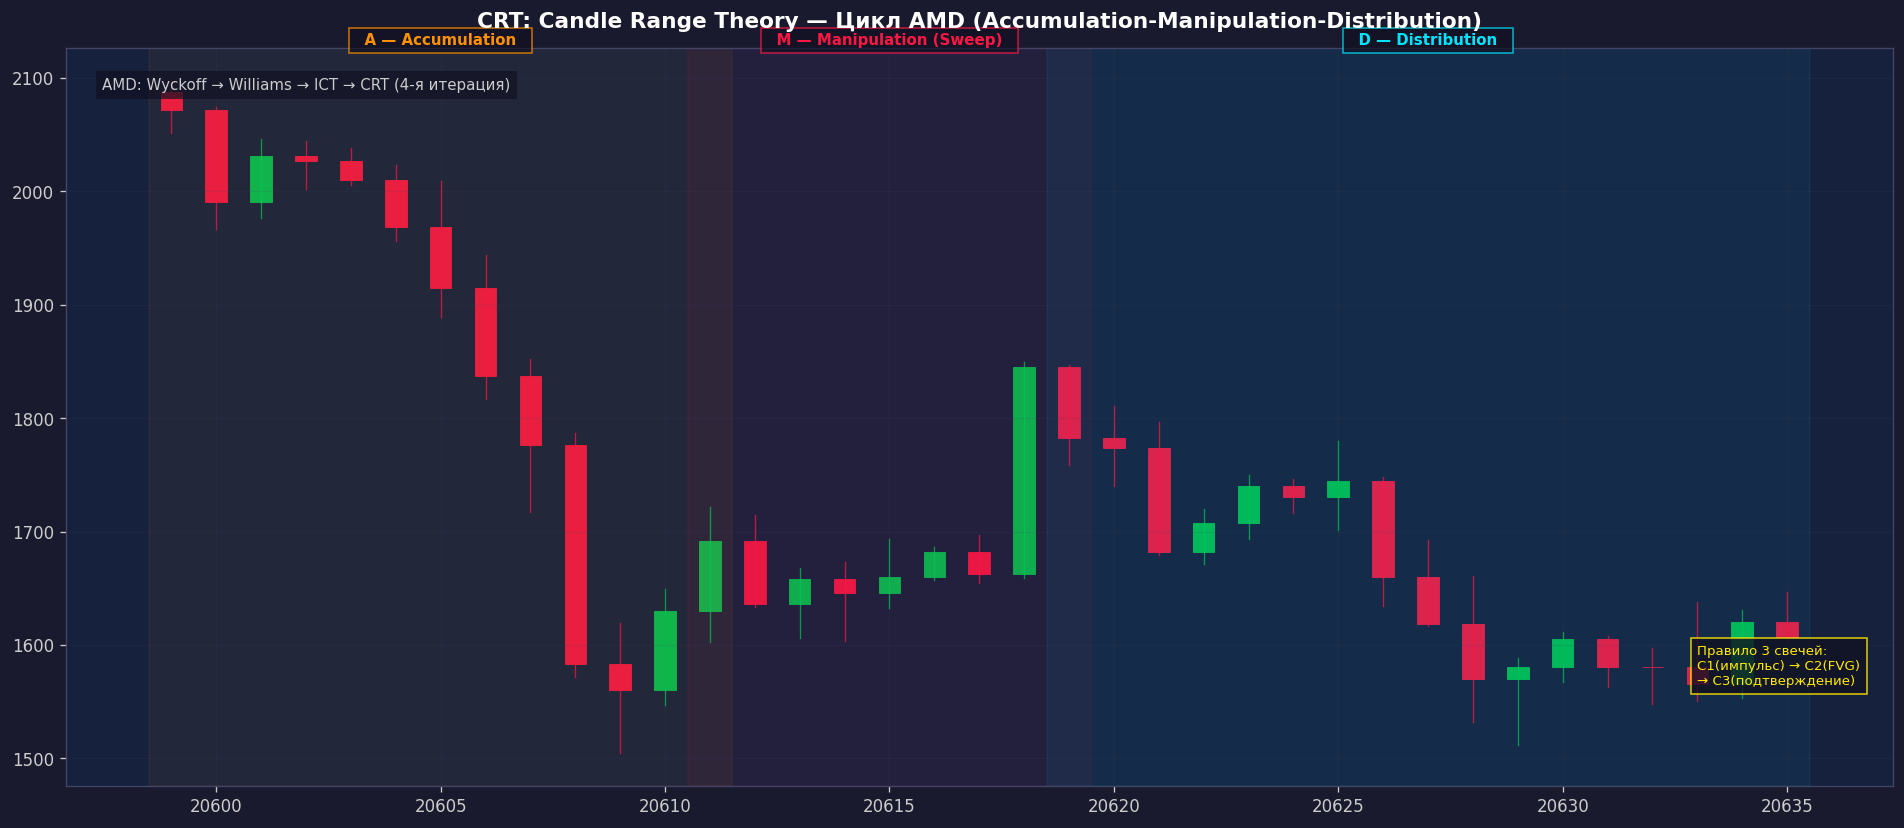 CRT: Candle Range Theory — Цикл AMD (Accumulation-Manipulation-Distribution)
A — Accumulation
M — Manipulation (Sweep)
D — Distribution
AMD: Wyckoff → Williams → ICT → CRT (4-я итерация)
2100
2000
1900
1800
1700
1600
1500
Правило 3 свечей:
C1(импульс) → C2(FVG)
→ C3(подтверждение)
20600
20605
20610
20615
20620
20625
20630
20635